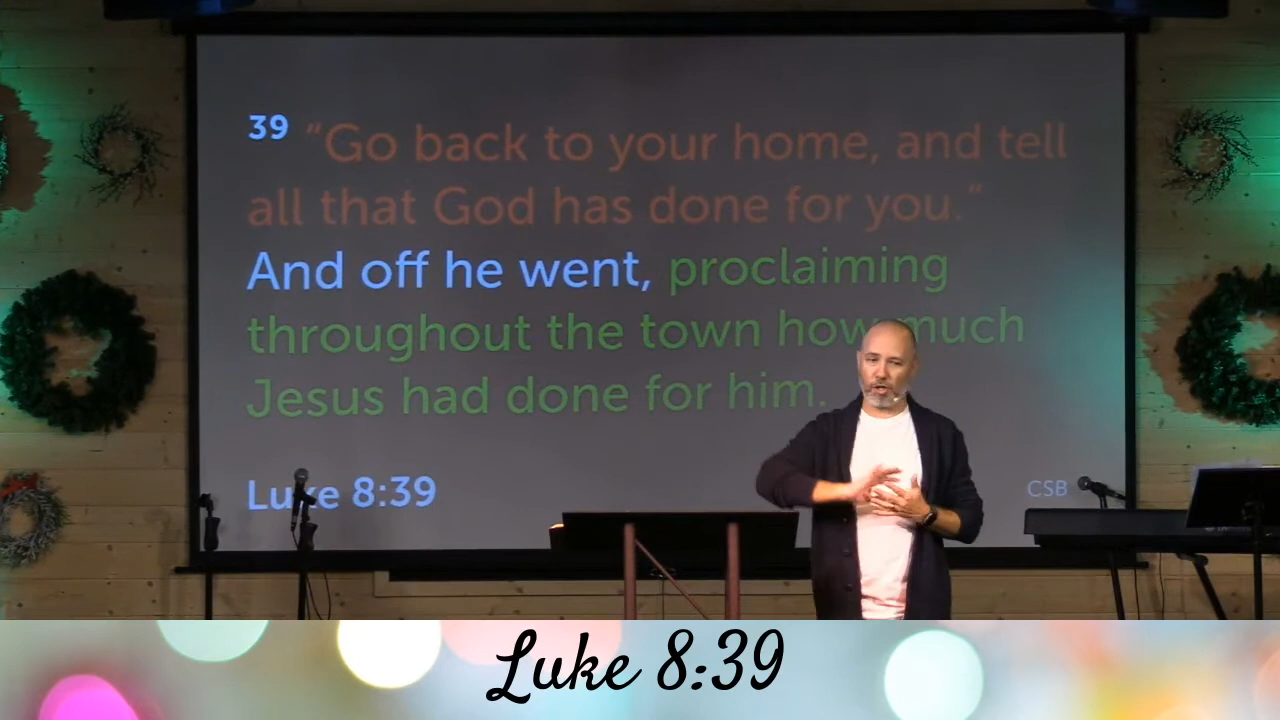 39 “Go back to your home, and tell
all that God has done for you.”
And off he went, proclaiming
throughout the town how much
Jesus had done for him.
Luke 8:39
CSB
Luke 8:39